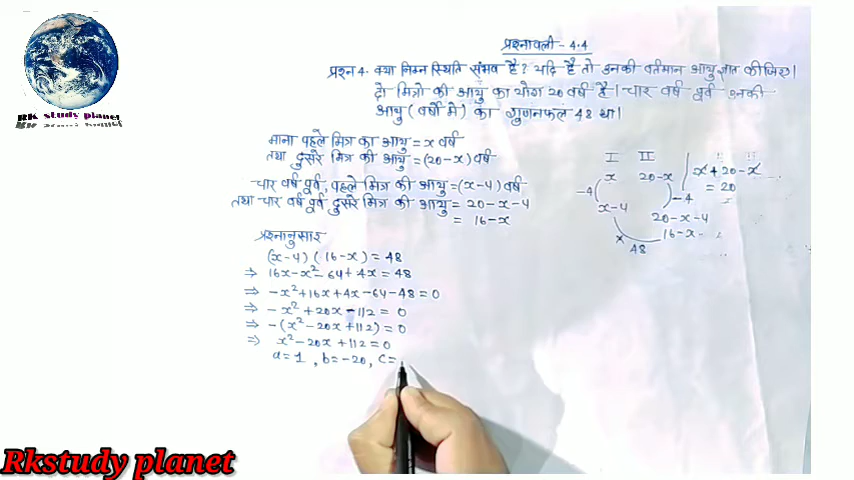 प्रश्नावली - 4.4
प्रश्न 4. क्या निम्न स्थिति संभव है? यदि है तो उनकी वर्तमान आयु ज्ञात कीजिए।
दो मित्रो की आयु का योग 20 वर्ष है। चार वर्ष पूर्व उनकी
आयु (वर्षो मे) का गुणनफल 48 था।
माना पहले मित्र का आयु = x वर्ष
तथा दुसरे मित्र की आयु = (20-x) वर्ष
चार वर्ष पूर्व, पहले मित्र की आयु = (x-4) वर्ष
तथा चार वर्ष पूर्व दुसरे मित्र की आयु = 20-x-4
= 16-x
प्रश्नानुसार
(x-4) (16-x) = 48
⇒ 16x-x²-64+4x = 48
⇒ -x²+16x+4x-64-48 = 0
⇒ -x²+20x-112 = 0
⇒ -(x²-20x+112) = 0
⇒ x²-20x+112 = 0
a=1, b=-20, c=
I II
x 20-x
x+20-x
= 20
-4 -4
x-4
20-x-4
16-x
x
48
RK study planet
Rkstudy planet